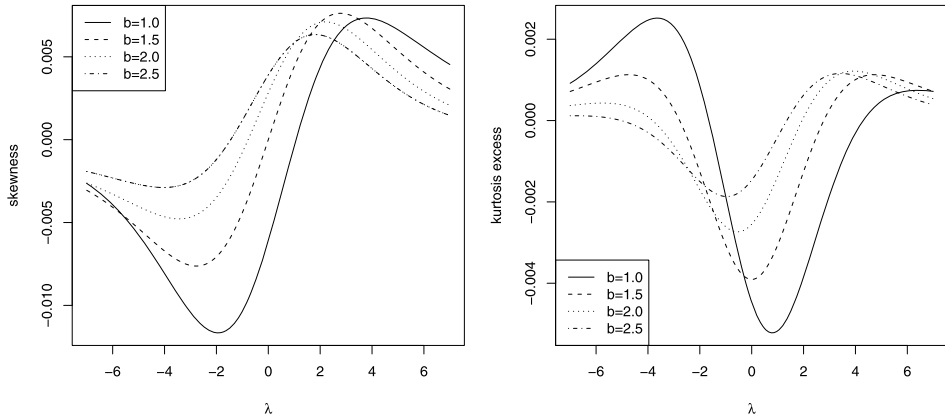 b=1.0
b=1.5
b=2.0
b=2.5
skewness
0.005
0.000
-0.005
-0.010
-6 -4 -2 0 2 4 6
λ
kurtosis excess
0.002
0.000
-0.002
-0.004
b=1.0
b=1.5
b=2.0
b=2.5
-6 -4 -2 0 2 4 6
λ